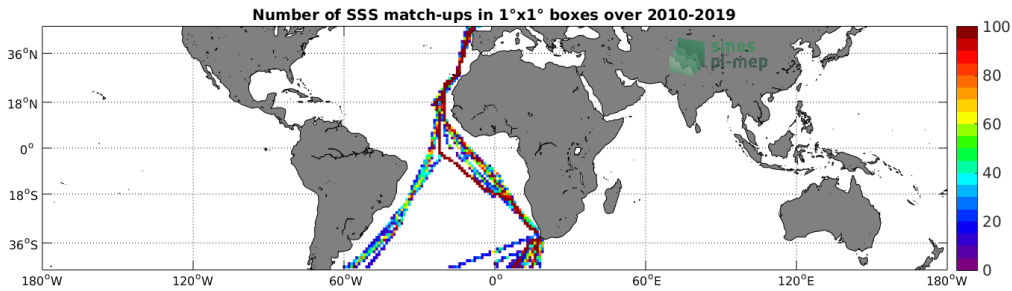 Number of SSS match-ups in 1°x1° boxes over 2010-2019
smos
pi-mep
36°N
18°N
0°
18°S
36°S
180°W 120°W 60°W 0° 60°E 120°E 180°W
100
80
60
40
20
0